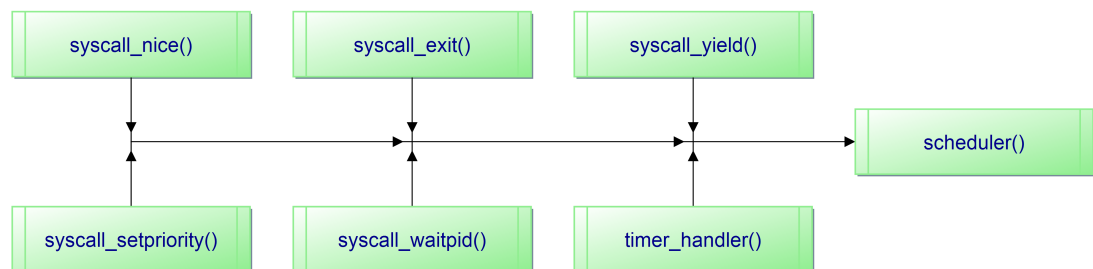 syscall_nice()
syscall_exit()
syscall_yield()
scheduler()
syscall_setpriority()
syscall_waitpid()
timer_handler()